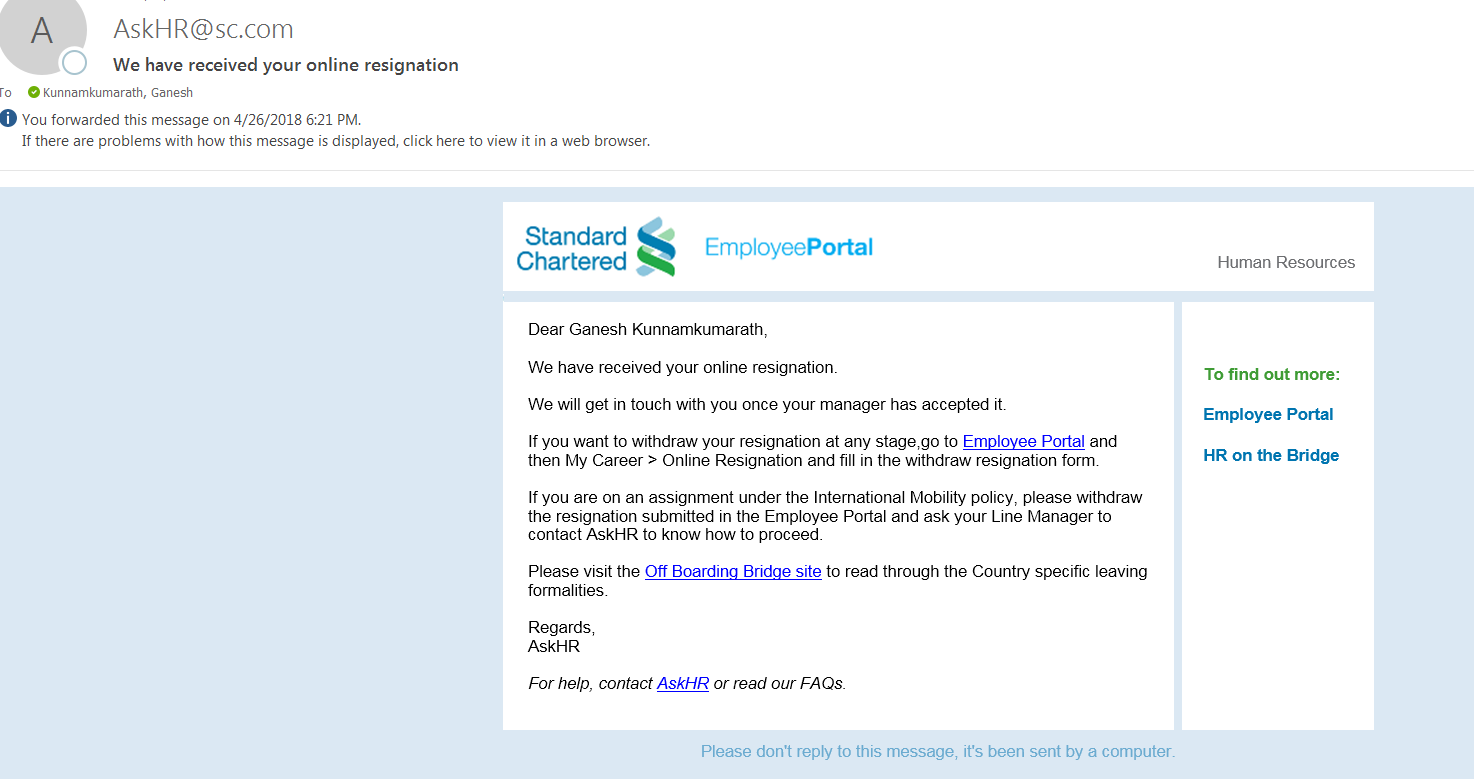 A
AskHR@sc.com
We have received your online resignation
To Kunnamkumarath, Ganesh
i You forwarded this message on 4/26/2018 6:21 PM.
If there are problems with how this message is displayed, click here to view it in a web browser.
Standard
Chartered
EmployeePortal
Human Resources
Dear Ganesh Kunnamkumarath,
We have received your online resignation.
We will get in touch with you once your manager has accepted it.
If you want to withdraw your resignation at any stage,go to Employee Portal and
then My Career > Online Resignation and fill in the withdraw resignation form.
If you are on an assignment under the International Mobility policy, please withdraw
the resignation submitted in the Employee Portal and ask your Line Manager to
contact AskHR to know how to proceed.
Please visit the Off Boarding Bridge site to read through the Country specific leaving
formalities.
Regards,
AskHR
For help, contact AskHR or read our FAQs.
To find out more:
Employee Portal
HR on the Bridge
Please don't reply to this message, it's been sent by a computer.